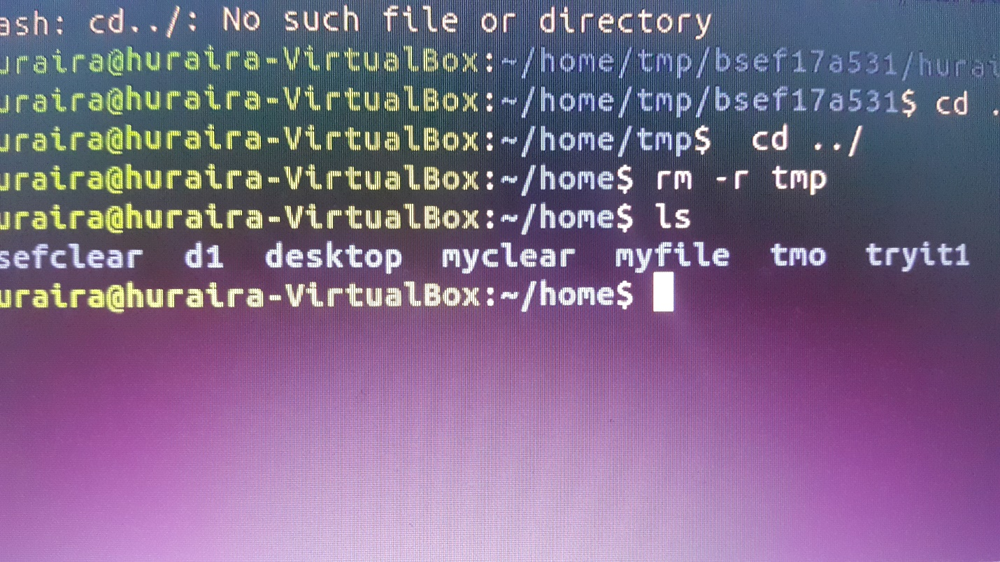 ash: cd../: No such file or directory
uraira@huraira-VirtualBox:~/home/tmp/bsef17a531/hurai
uraira@huraira-VirtualBox:~/home/tmp/bsef17a531$ cd .
uraira@huraira-VirtualBox:~/home/tmp$  cd ../
uraira@huraira-VirtualBox:~/home$ rm -r tmp
uraira@huraira-VirtualBox:~/home$ ls
sefclear  d1  desktop  myclear  myfile  tmo  tryit1
uraira@huraira-VirtualBox:~/home$